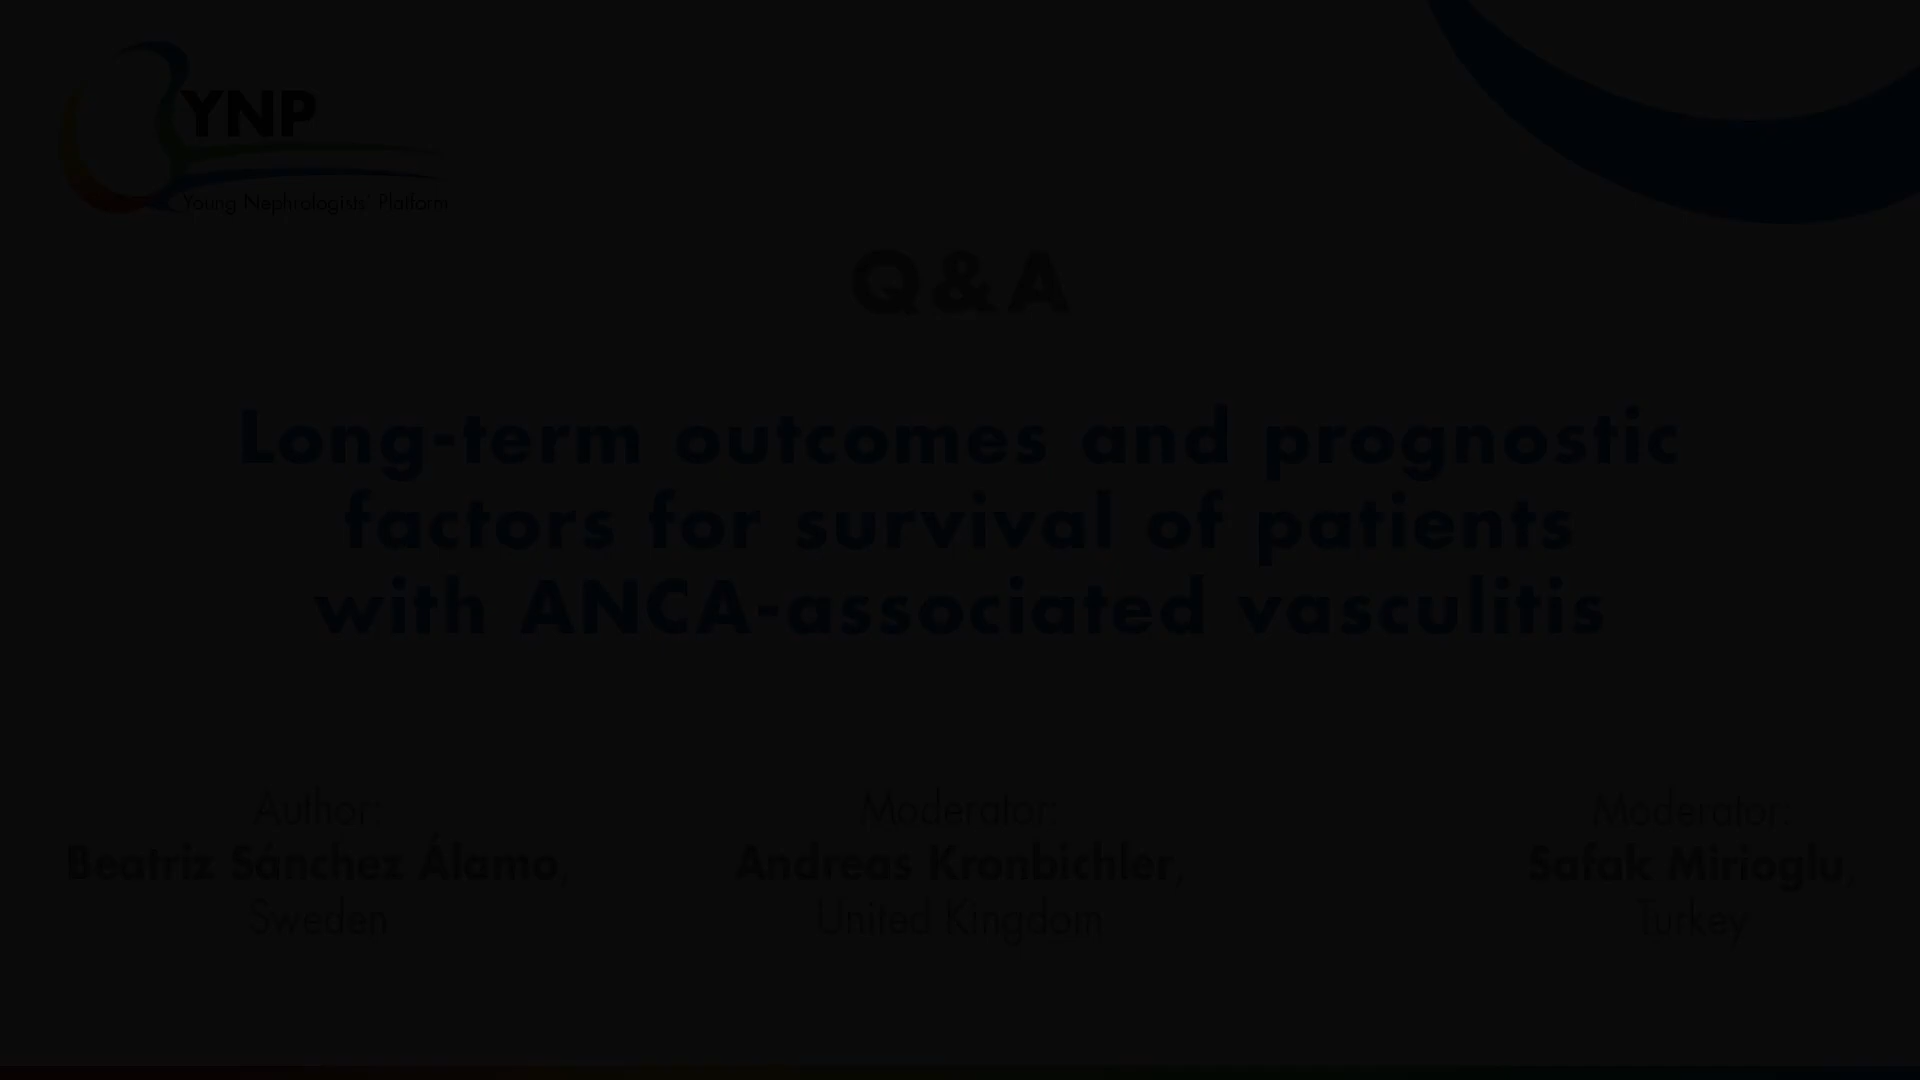 YNP
Young Nephrologists' Platform
Q&A
Long-term outcomes and prognostic
factors for survival of patients
with ANCA-associated vasculitis
Author:
Beatriz Sánchez Álamo,
Sweden
Moderator:
Andreas Kronbichler,
United Kingdom
Moderator:
Safak Mirioglu,
Turkey